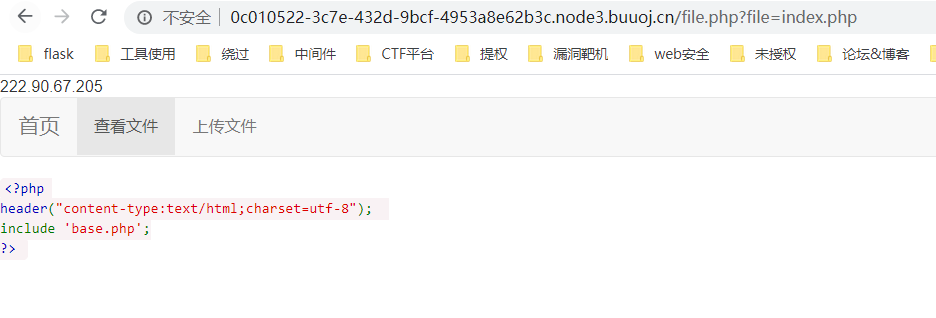 不安全 0c010522-3c7e-432d-9bcf-4953a8e62b3c.node3.buuoj.cn/file.php?file=index.php
flask 工具使用 绕过 中间件 CTF平台 提权 漏洞靶机 web安全 未授权 论坛&博客
222.90.67.205
首页 查看文件 上传文件
<?php
header("content-type:text/html;charset=utf-8");
include 'base.php';
?>